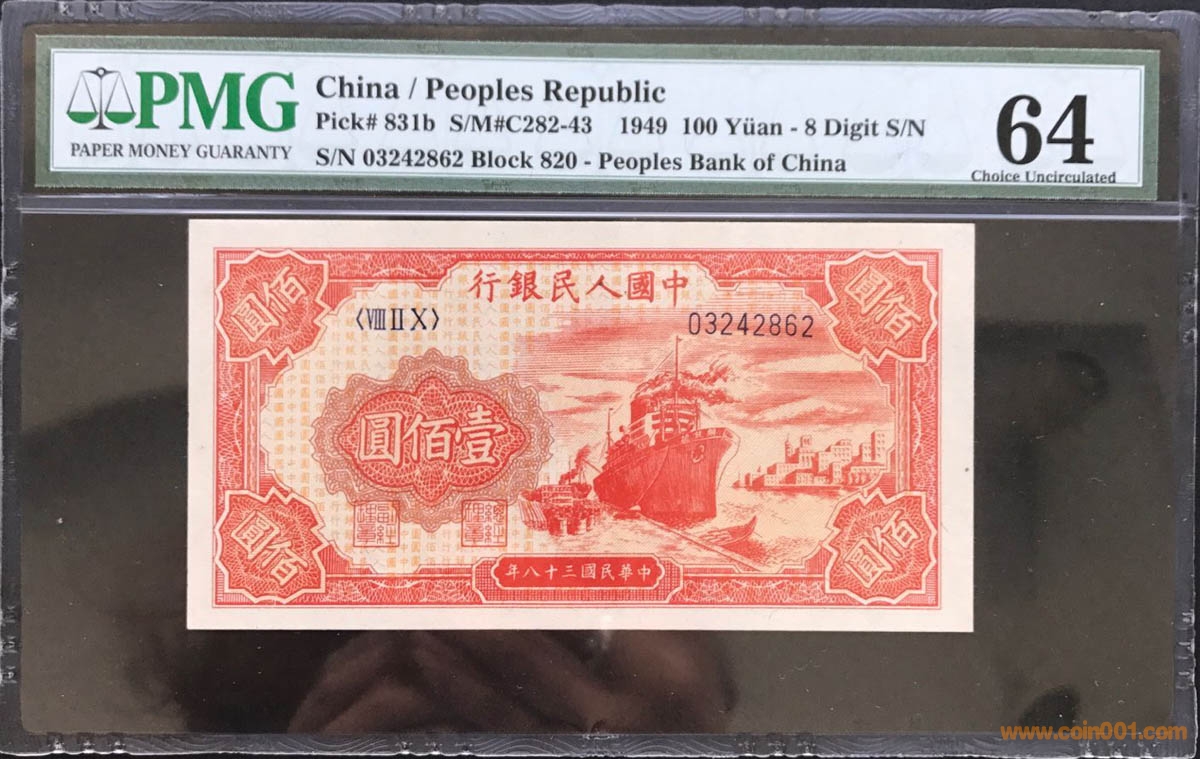 PMG
PAPER MONEY GUARANTY
China / Peoples Republic
Pick# 831b S/M#C282-43 1949 100 Yüan - 8 Digit S/N
S/N 03242862 Block 820 - Peoples Bank of China
64
Choice Uncirculated
行銀民人國中
圓佰
圓佰
〈VIII II X〉
03242862
圓佰壹
圓佰
圓佰
年八十三國民華中
www.coin001.com